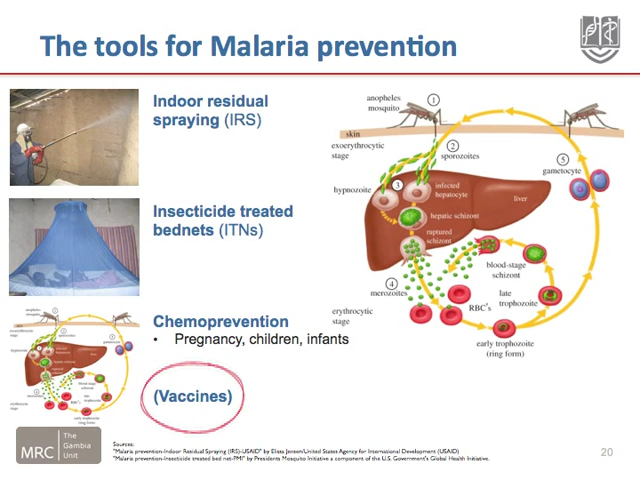 The tools for Malaria prevention
Indoor residual
spraying (IRS)
Insecticide treated
bednets (ITNs)
Chemoprevention
• Pregnancy, children, infants
(Vaccines)
anopheles
mosquito
1
skin
exoerythrocytic
stage
2
sporozoites
5
gametocyte
hypnozoite
3
infected
hepatocyte
liver
hepatic schizont
ruptured
schizont
4
merozoites
blood-stage
schizont
RBC's
late
trophozoite
erythrocytic
stage
early trophozoite
(ring form)
MRC
The
Gambia
Unit
Sources:
"Malaria prevention-Indoor Residual Spraying (IRS)-USAID" by Elissa Jensen/United States Agency for International Development (USAID)
"Malaria prevention-Insecticide treated bed net-PMI" by Presidents Mosquito Initiative a component of the U.S. Government's Global Health Initiative.
20